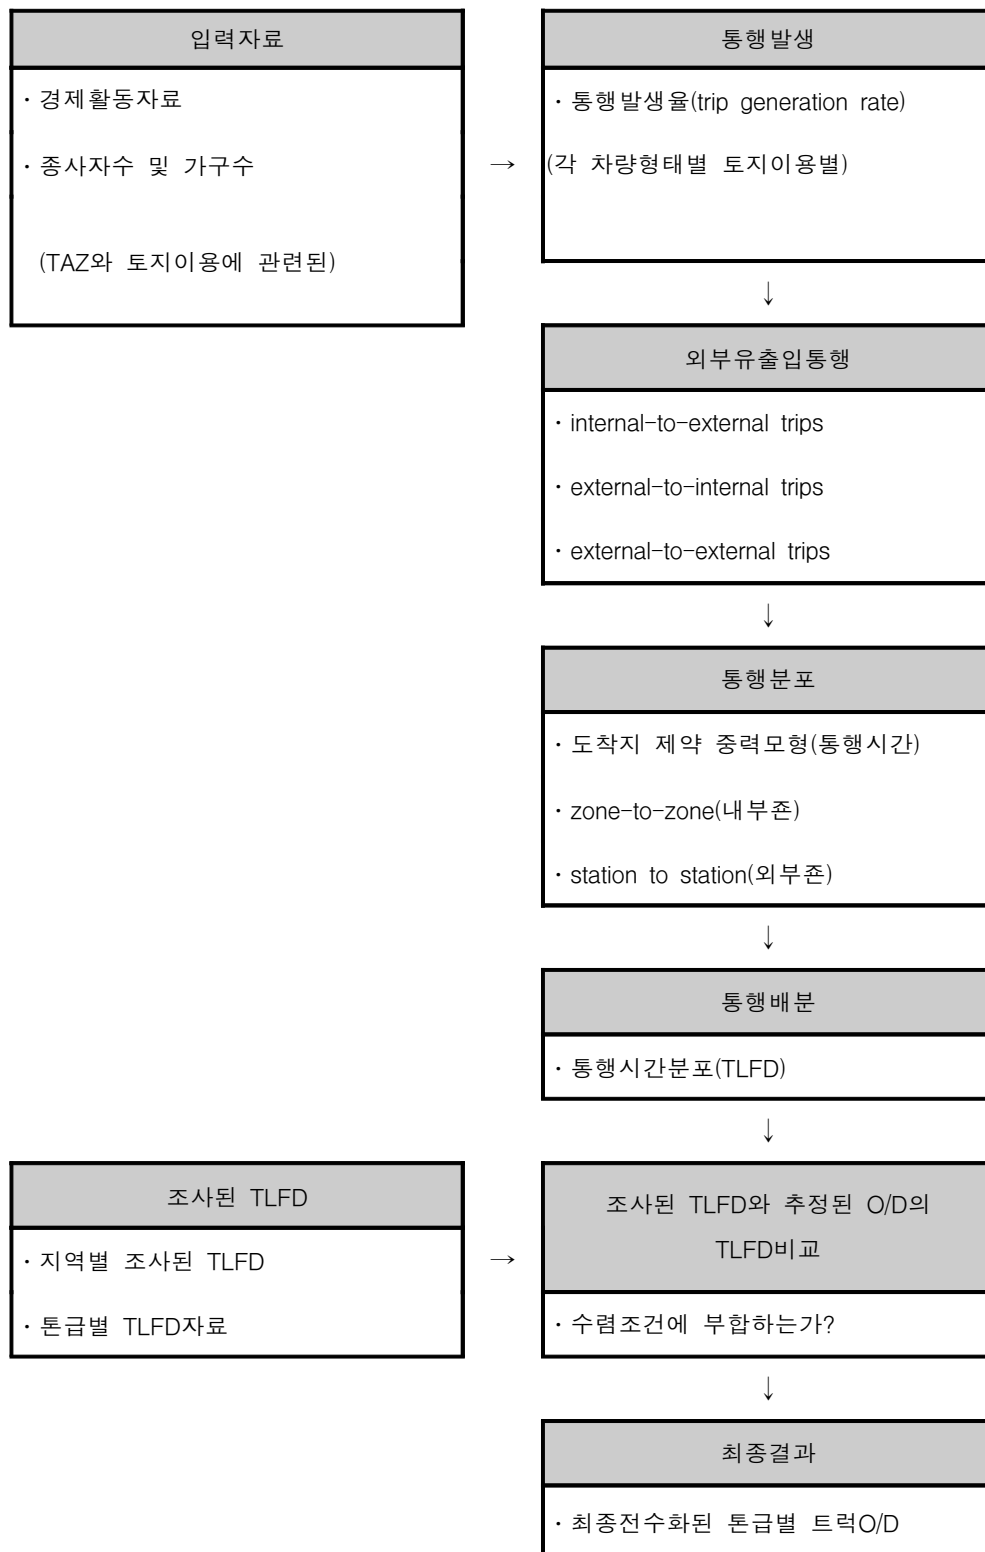 입력자료
· 경제활동자료
· 종사자수 및 가구수
(TAZ와 토지이용에 관련된)
→
통행발생
· 통행발생율(trip generation rate)
(각 차량형태별 토지이용별)
↓
외부유출입통행
· internal-to-external trips
· external-to-internal trips
· external-to-external trips
↓
통행분포
· 도착지 제약 중력모형(통행시간)
· zone-to-zone(내부죤)
· station to station(외부죤)
↓
통행배분
· 통행시간분포(TLFD)
↓
조사된 TLFD
· 지역별 조사된 TLFD
· 톤급별 TLFD자료
→
조사된 TLFD와 추정된 O/D의
TLFD비교
· 수렴조건에 부합하는가?
↓
최종결과
· 최종전수화된 톤급별 트럭O/D